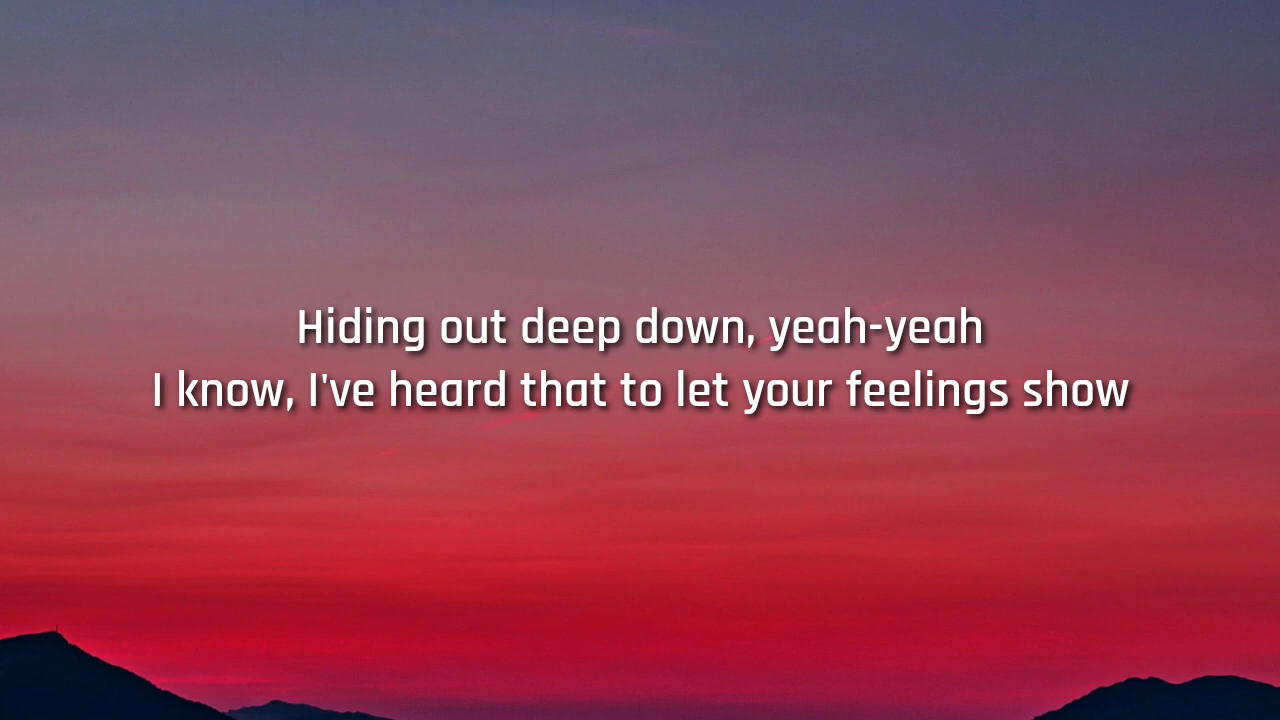 Hiding out deep down, yeah-yeah
I know, I've heard that to let your feelings show